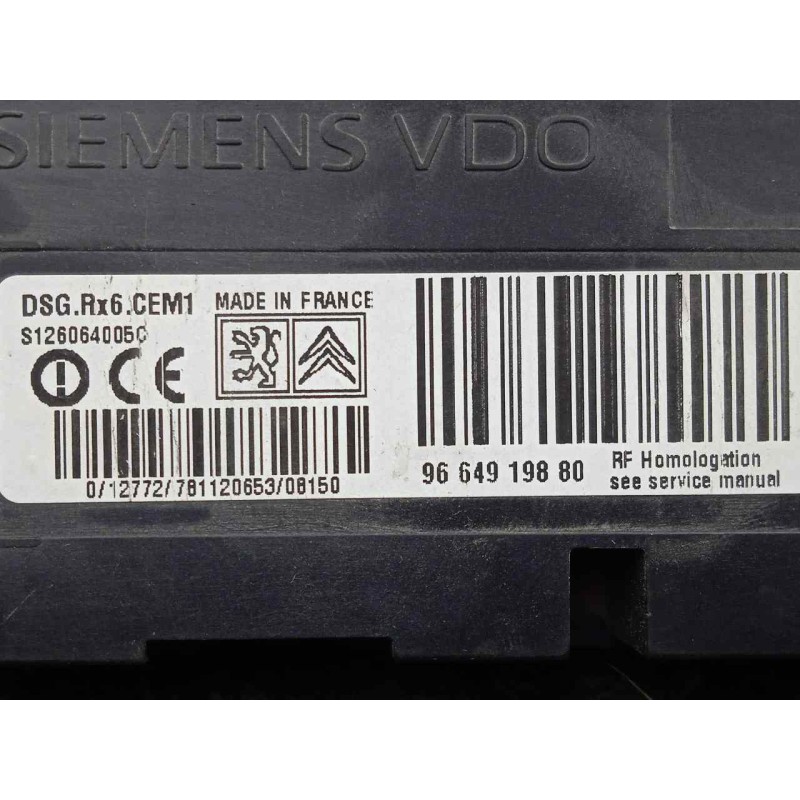 SIEMENS VDO
DSG.Rx6.CEM1 MADE IN FRANCE
S126064005C
CE
0/12772/781120653/08150
96 649 198 80
RF Homologation
see service manual